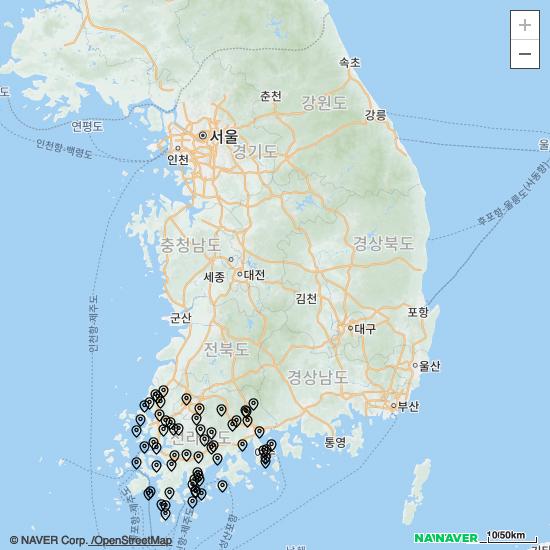 +
−
속초
춘천
강원도
강릉
연평도
서울
인천
경기도
인천항-백령도
울
후포항-울릉도(사동항)
충청남도
경상북도
세종
대전
김천
인천항-제주도
군산
포항
대구
전북도
울산
경상남도
부산
통영
© NAVER Corp. /OpenStreetMap
NAVER
10/50km